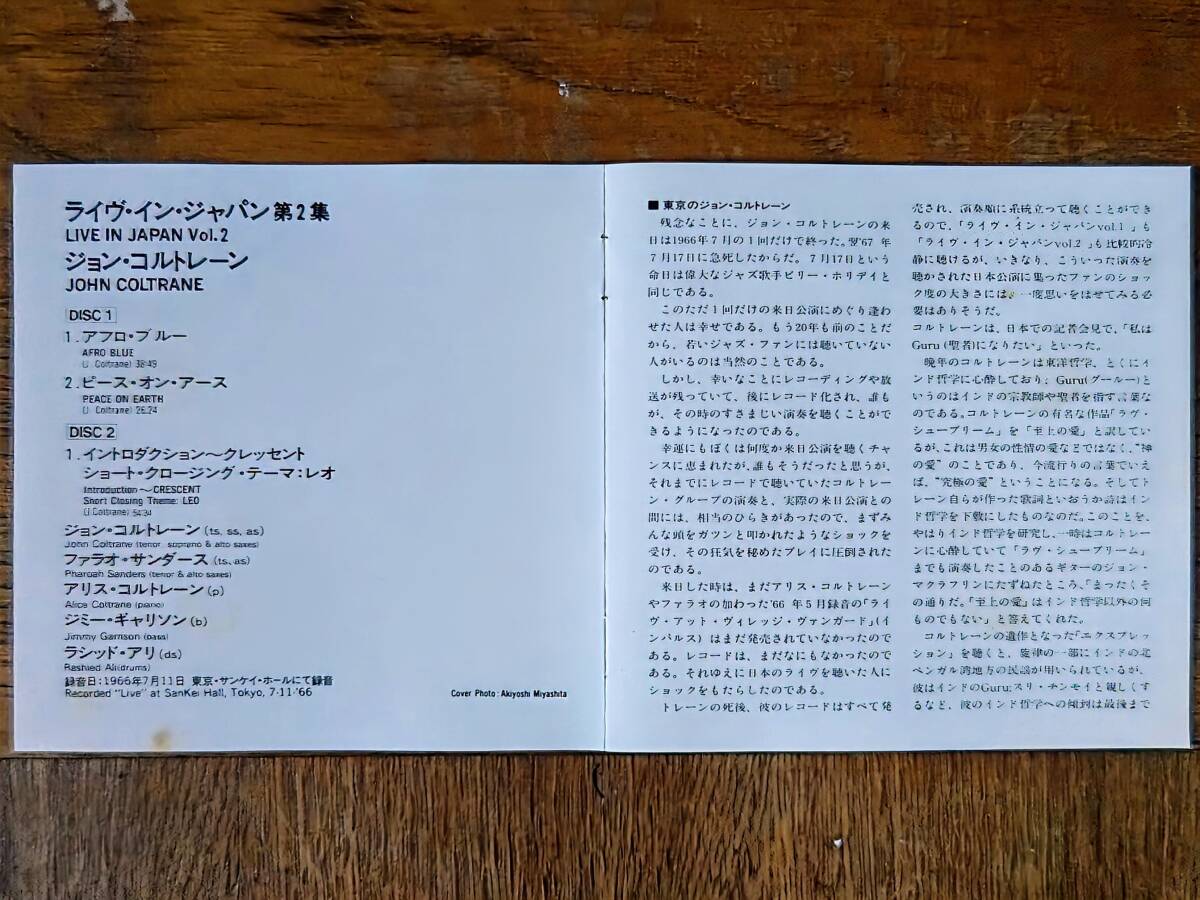 ライヴ・イン・ジャパン第2集
LIVE IN JAPAN Vol.2
ジョン・コルトレーン
JOHN COLTRANE
DISC 1
1. アフロ・ブルー
AFRO BLUE
(J. Coltrane) 38:49
2. ピース・オン・アース
PEACE ON EARTH
(J. Coltrane) 26:24
DISC 2
1. イントロダクション〜クレッセント
ショート・クロージング・テーマ:レオ
Introduction〜CRESCENT
Short Closing Theme: LEO
(J.Coltrane) 54:34
ジョン・コルトレーン(ts, ss, as)
John Coltrane (tenor, soprano & alto saxes)
ファラオ・サンダース(ts, as)
Pharoah Sanders (tenor & alto saxes)
アリス・コルトレーン(p)
Alice Coltrane (piano)
ジミー・ギャリソン(b)
Jimmy Garrison (bass)
ラシッド・アリ(ds)
Rashied Ali(drums)
録音日:1966年7月11日 東京・サンケイ・ホールにて録音
Recorded "Live" at SanKei Hall, Tokyo, 7・11・'66
Cover Photo : Akiyoshi Miyashita
■ 東京のジョン・コルトレーン
残念なことに、ジョン・コルトレーンの来
日は1966年7月の1回だけで終った。翌'67年
7月17日に急死したからだ。7月17日という
命日は偉大なジャズ歌手ビリー・ホリデイと
同じである。
このただ1回だけの来日公演にめぐり逢わ
せた人は幸せである。もう20年も前のことだ
から、若いジャズ・ファンには聴いていない
人がいるのは当然のことである。
しかし、幸いなことにレコーディングや放
送が残っていて、後にレコード化され、誰も
が、その時のすさまじい演奏を聴くことがで
きるようになったのである。
幸運にもぼくは何度か来日公演を聴くチャ
ンスに恵まれたが、誰もそうだったと思うが、
それまでにレコードで聴いていたコルトレー
ン・グループの演奏と、実際の来日公演との
間には、相当のひらきがあったので、まずみ
んな頭をガツンと叩かれたようなショックを
受け、その狂気を秘めたプレイに圧倒された
のである。
来日した時は、まだアリス・コルトレーン
やファラオの加わった'66年5月録音の「ライ
ヴ・アット・ヴィレッジ・ヴァンガード」(イ
ンパルス)はまだ発売されていなかったので
ある。レコードは、まだなにもなかったので
ある。それゆえに日本のライヴを聴いた人に
ショックをもたらしたのである。
トレーンの死後、彼のレコードはすべて発
売され、演奏順に系統立って聴くことができ
るので、「ライヴ・イン・ジャパンvol.1」も
「ライヴ・イン・ジャパンvol.2」も比較的冷
静に聴けるが、いきなり、こういった演奏を
聴かされた日本公演に集ったファンのショッ
ク度の大きさには、一度思いをはせてみる必
要はありそうだ。
コルトレーンは、日本での記者会見で、「私は
Guru (聖者)になりたい」といった。
晩年のコルトレーンは東洋哲学、とくにイ
ンド哲学に心酔しており、Guru(グールー)と
いうのはインドの宗教師や聖者を指す言葉な
のである。コルトレーンの有名な作品「ラヴ・
シュープリーム」を「至上の愛」と訳してい
るが、これは男女の性情の愛などではなく、"神
の愛"のことであり、今流行りの言葉でいえ
ば、"究極の愛"ということになる。そしてト
レーン自らが作った歌詞といおうか詩はイン
ド哲学を下敷にしたものなのだ。このことを、
やはりインド哲学を研究し、一時はコルトレー
ンに心酔していて「ラヴ・シュープリーム」
までも演奏したことのあるギターのジョン・
マクラフリンにたずねたところ、「まったくそ
の通りだ。「至上の愛」はインド哲学以外の何
ものでもない」と答えてくれた。
コルトレーンの遺作となった「エクスプレッ
ション」を聴くと、旋律の一部にインドの北
ベンガル湾地方の民謡が用いられているが、
彼はインドのGuru:スリ・チンモイと親しくす
るなど、彼のインド哲学への傾倒は最後まで